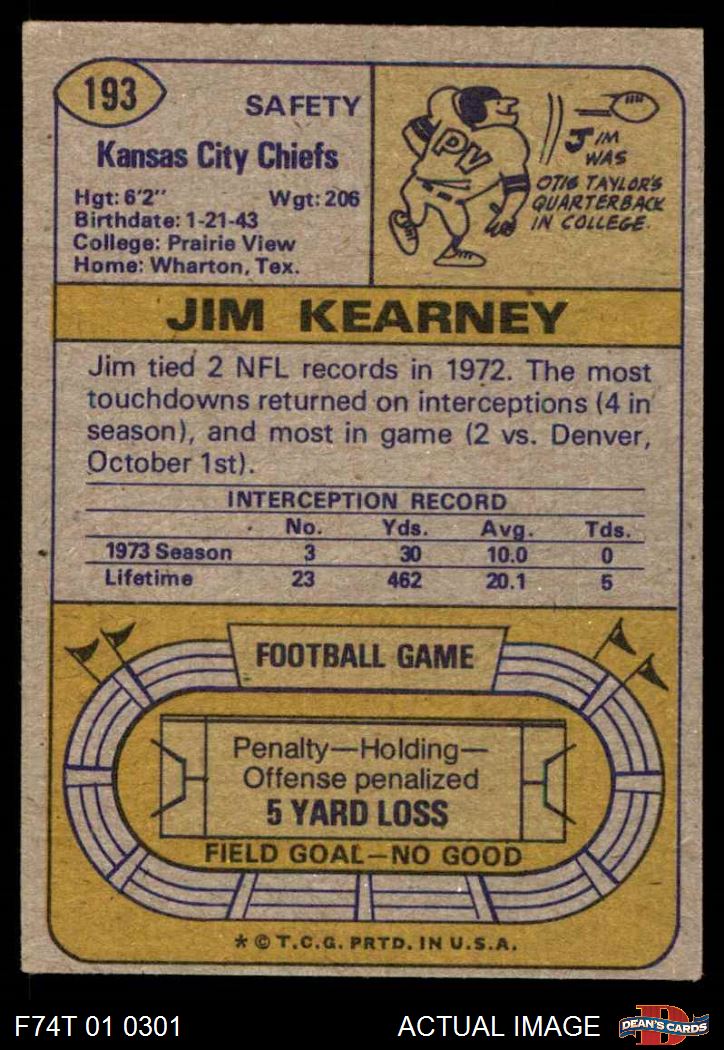 193
SAFETY
Kansas City Chiefs
Hgt: 6'2" Wgt: 206
Birthdate: 1-21-43
College: Prairie View
Home: Wharton, Tex.
PV
JIM
WAS
OTIS TAYLOR'S
QUARTERBACK
IN COLLEGE.
JIM KEARNEY
Jim tied 2 NFL records in 1972. The most
touchdowns returned on interceptions (4 in
season), and most in game (2 vs. Denver,
October 1st).
INTERCEPTION RECORD
No. Yds. Avg. Tds.
1973 Season 3 30 10.0 0
Lifetime 23 462 20.1 5
FOOTBALL GAME
Penalty—Holding—
Offense penalized
5 YARD LOSS
FIELD GOAL—NO GOOD
* © T.C.G. PRTD. IN U.S.A.
F74T 01 0301 ACTUAL IMAGE
D
DEAN'S CARDS